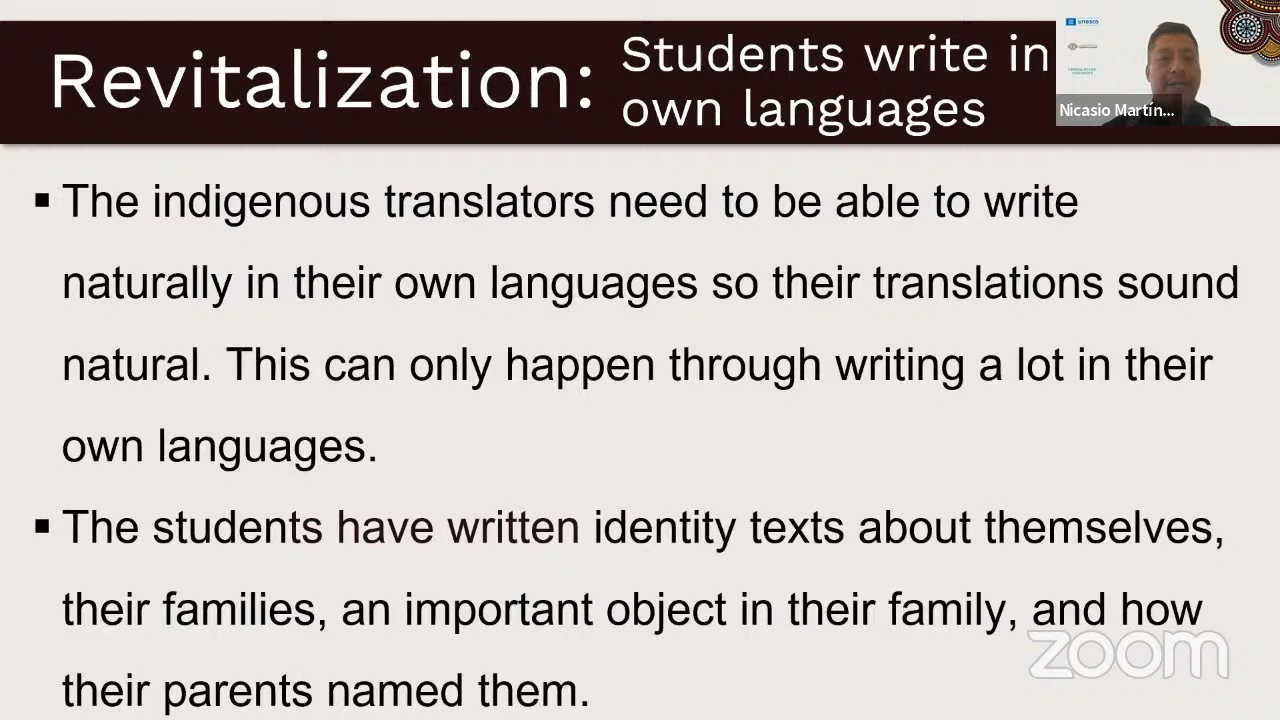 Revitalization:
Students write in
own languages
unesco
Nicasio Martín...
▪ The indigenous translators need to be able to write
naturally in their own languages so their translations sound
natural. This can only happen through writing a lot in their
own languages.
▪ The students have written identity texts about themselves,
their families, an important object in their family, and how
their parents named them.
zoom